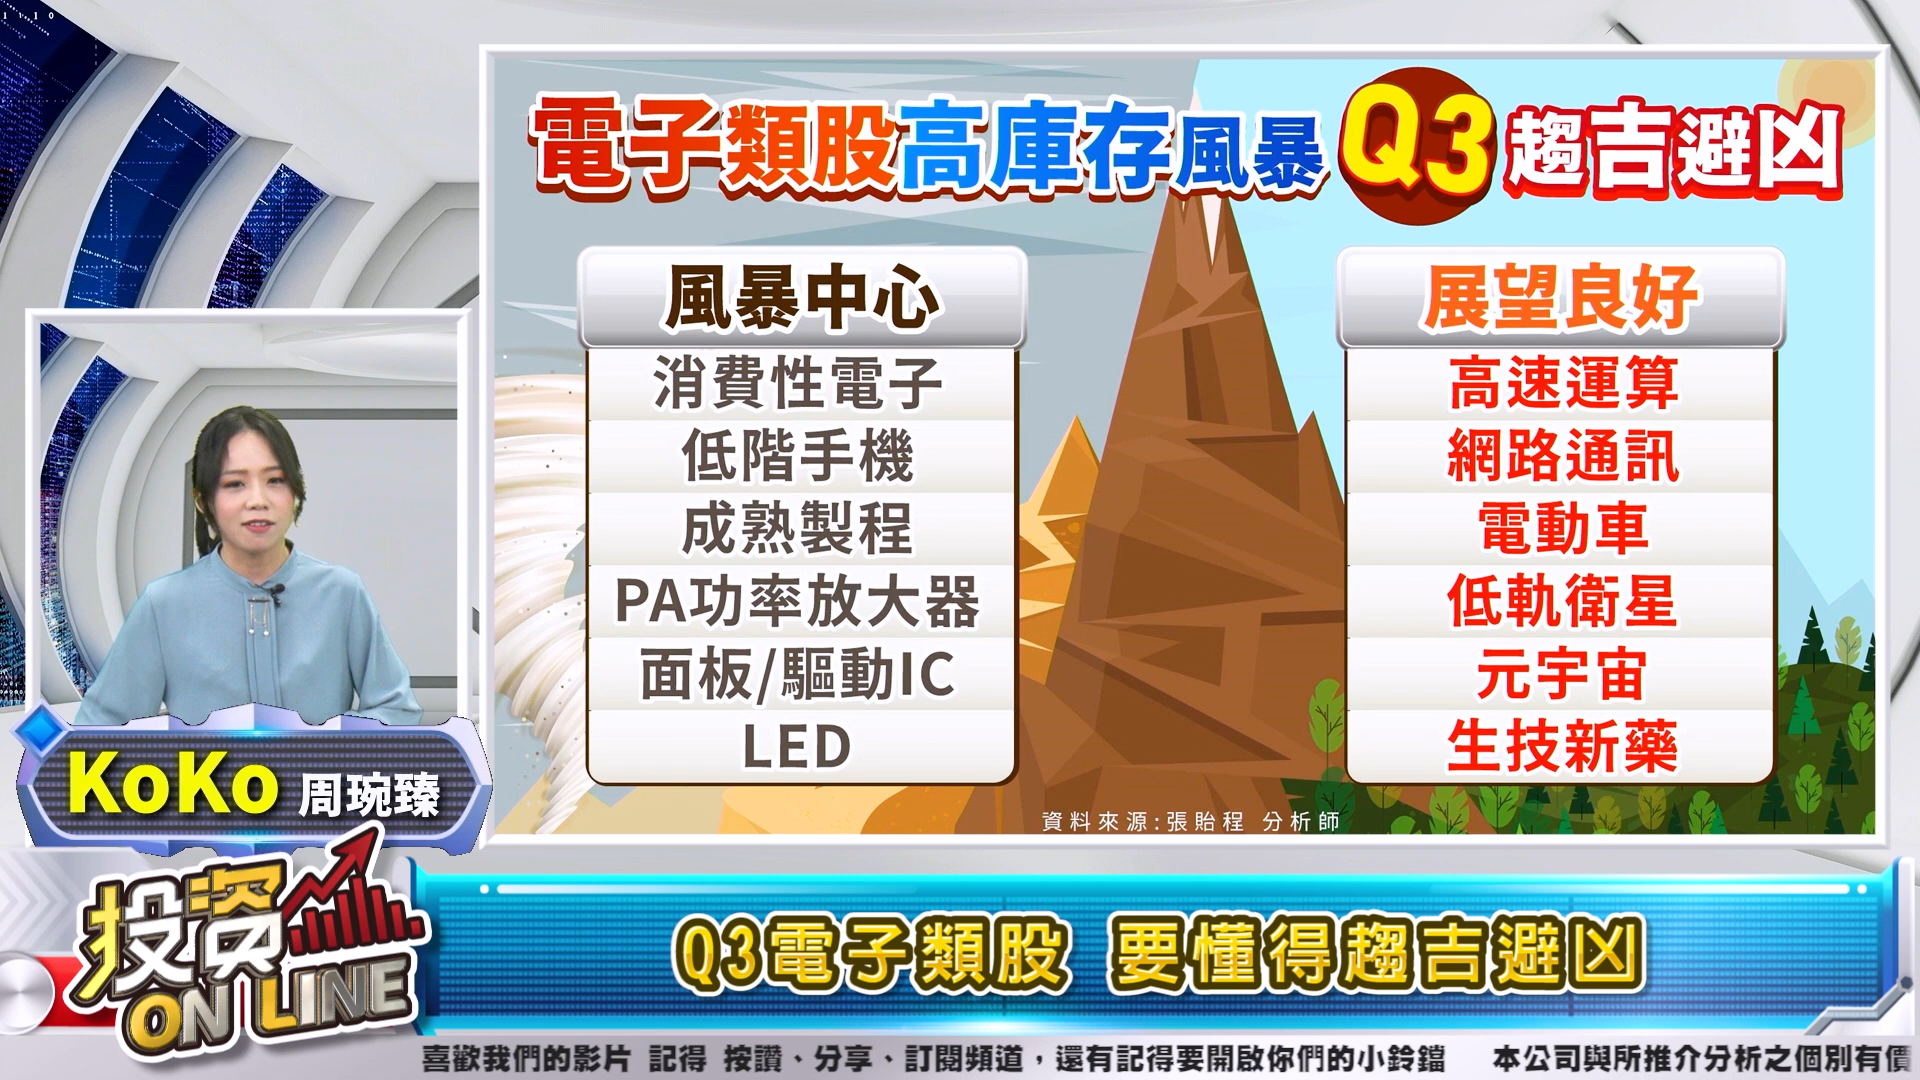 電子類股高庫存風暴 Q3 趨吉避凶
風暴中心
消費性電子
低階手機
成熟製程
PA功率放大器
面板/驅動IC
LED
展望良好
高速運算
網路通訊
電動車
低軌衛星
元宇宙
生技新藥
資料來源:張貽程 分析師
KoKo 周琬臻
投資
ON LINE
Q3電子類股 要懂得趨吉避凶
喜歡我們的影片 記得 按讚、分享、訂閱頻道，還有記得要開啟你們的小鈴鐺 本公司與所推介分析之個別有價